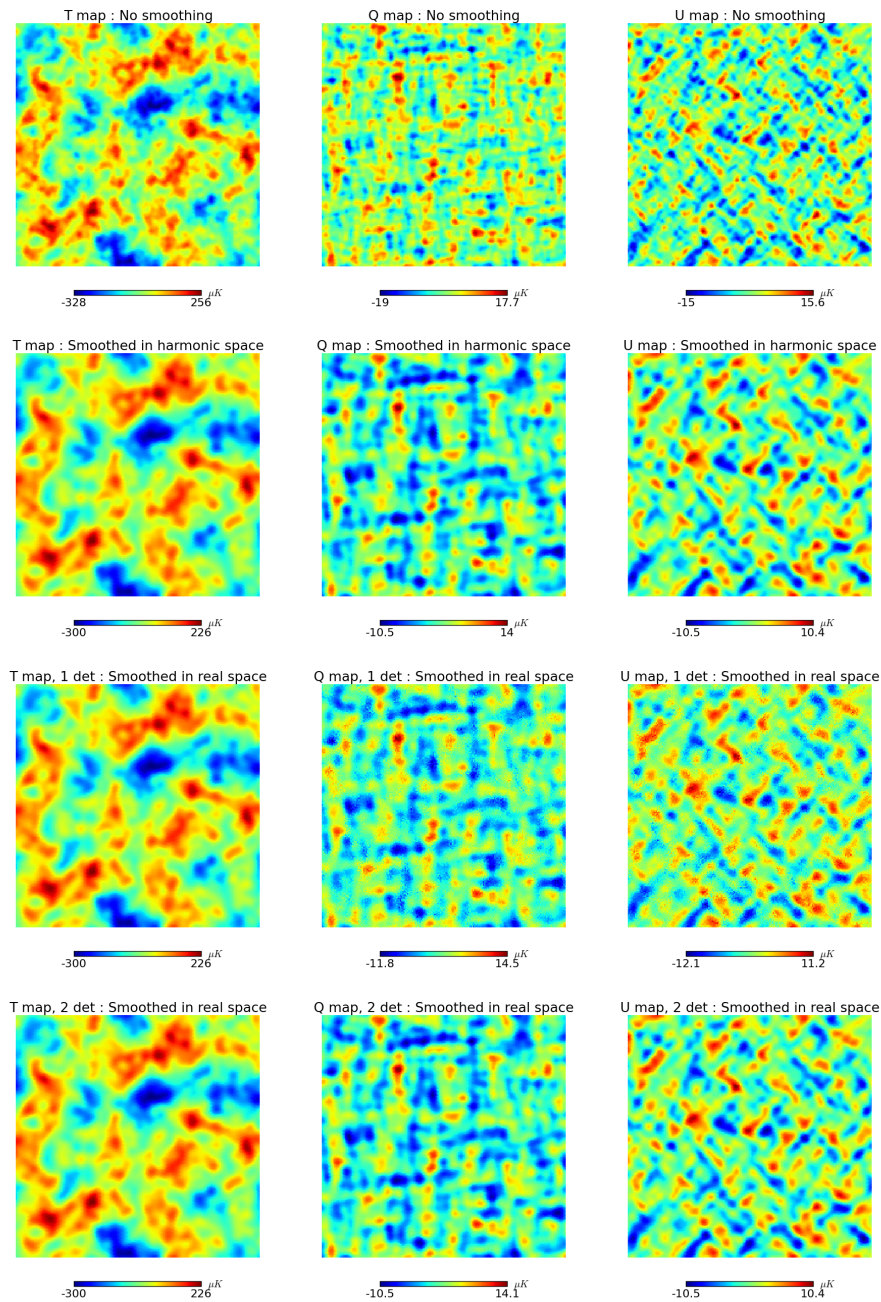 T map : No smoothing
Q map : No smoothing
U map : No smoothing
-328 256 μK
-19 17.7 μK
-15 15.6 μK
T map : Smoothed in harmonic space
Q map : Smoothed in harmonic space
U map : Smoothed in harmonic space
-300 226 μK
-10.5 14 μK
-10.5 10.4 μK
T map, 1 det : Smoothed in real space
Q map, 1 det : Smoothed in real space
U map, 1 det : Smoothed in real space
-300 226 μK
-11.8 14.5 μK
-12.1 11.2 μK
T map, 2 det : Smoothed in real space
Q map, 2 det : Smoothed in real space
U map, 2 det : Smoothed in real space
-300 226 μK
-10.5 14.1 μK
-10.5 10.4 μK